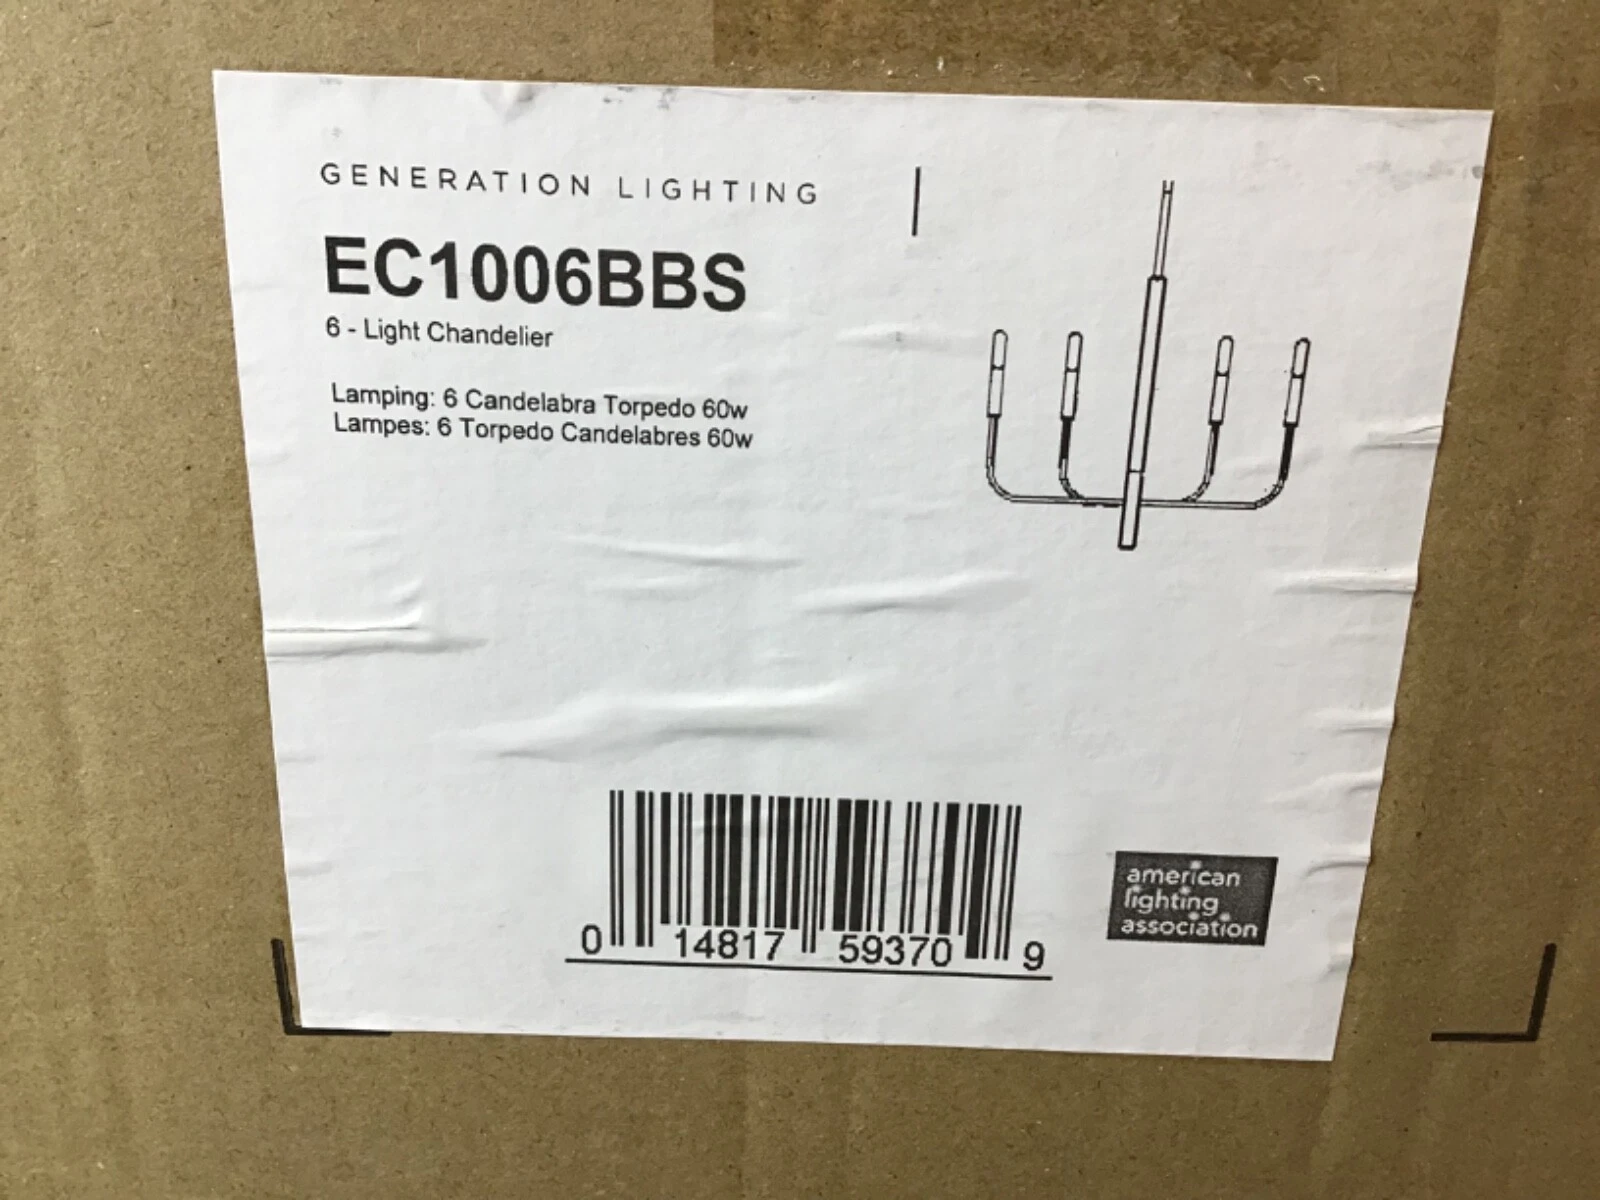 GENERATION LIGHTING
EC1006BBS
6 - Light Chandelier
Lamping: 6 Candelabra Torpedo 60w
Lampes: 6 Torpedo Candelabres 60w
0 14817 59370 9
american
lighting
association